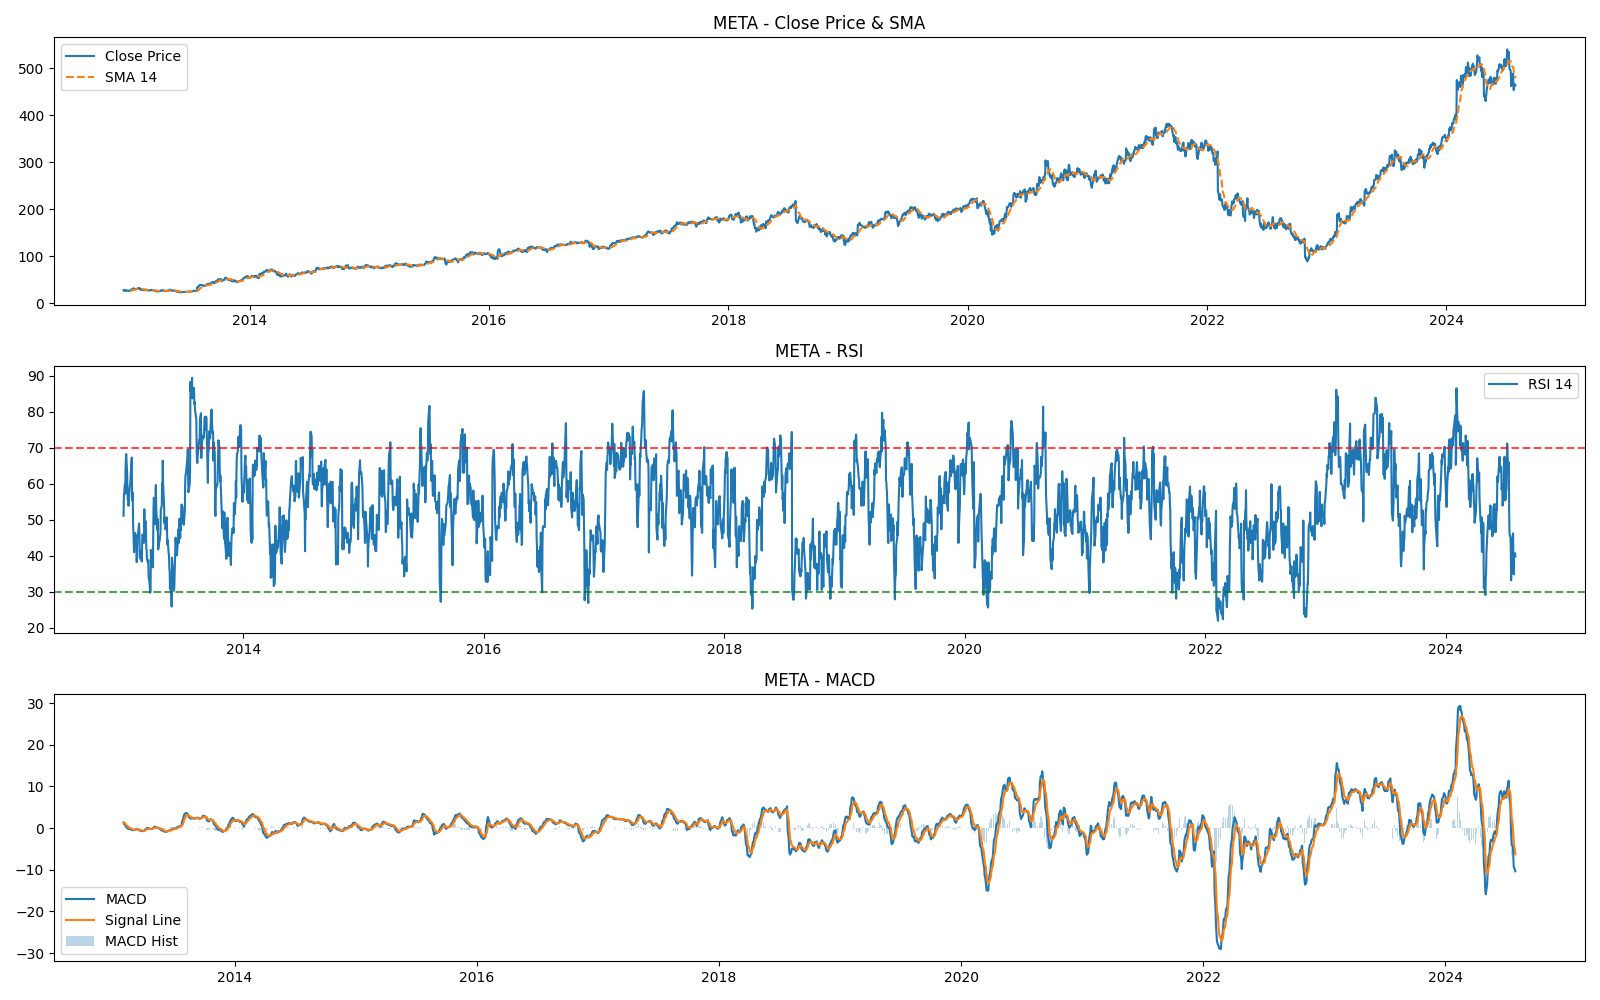 META - Close Price & SMA
Close Price
SMA 14
500
400
300
200
100
0
2014 2016 2018 2020 2022 2024
META - RSI
RSI 14
90
80
70
60
50
40
30
20
2014 2016 2018 2020 2022 2024
META - MACD
30
20
10
0
−10
−20
−30
MACD
Signal Line
MACD Hist
2014 2016 2018 2020 2022 2024